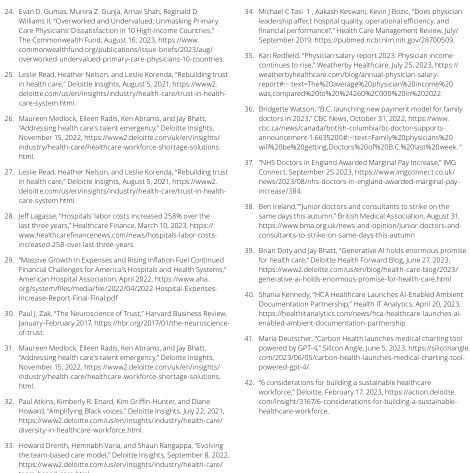 24. Evan D. Gumas, Munira Z. Gunja, Arnav Shah, Reginald D.
Williams II, "Overworked and Undervalued: Unmasking Primary
Care Physicians' Dissatisfaction in 10 High-Income Countries,"
The Commonwealth Fund, August 16, 2023, https://www.
commonwealthfund.org/publications/issue-briefs/2023/aug/
overworked-undervalued-primary-care-physicians-10-countries.
25. Leslie Read, Heather Nelson, and Leslie Korenda, "Rebuilding trust
in health care," Deloitte Insights, August 5, 2021, https://www2.
deloitte.com/us/en/insights/industry/health-care/trust-in-health-
care-system.html.
26. Maureen Medlock, Eileen Radis, Ken Abrams, and Jay Bhatt,
"Addressing health care's talent emergency," Deloitte Insights,
November 15, 2022, https://www2.deloitte.com/uk/en/insights/
industry/health-care/healthcare-workforce-shortage-solutions.
html.
27. Leslie Read, Heather Nelson, and Leslie Korenda, "Rebuilding trust
in health care," Deloitte Insights, August 5, 2021, https://www2.
deloitte.com/us/en/insights/industry/health-care/trust-in-health-
care-system.html.
28. Jeff Lagasse, "Hospitals' labor costs increased 258% over the
last three years," Healthcare Finance, March 10, 2023, https://
www.healthcarefinancenews.com/news/hospitals-labor-costs-
increased-258-over-last-three-years
29. "Massive Growth in Expenses and Rising Inflation Fuel Continued
Financial Challenges for America's Hospitals and Health Systems,"
American Hospital Association, April 2022, https://www.aha.
org/system/files/media/file/2022/04/2022-Hospital-Expenses-
Increase-Report-Final-Final.pdf
30. Paul J. Zak, "The Neuroscience of Trust," Harvard Business Review,
January-February 2017, https://hbr.org/2017/01/the-neuroscience-
of-trust.
31. Maureen Medlock, Eileen Radis, Ken Abrams, and Jay Bhatt,
"Addressing health care's talent emergency," Deloitte Insights,
November 15, 2022, https://www2.deloitte.com/uk/en/insights/
industry/health-care/healthcare-workforce-shortage-solutions.
html.
32. Paul Atkins, Kimberly R. Enard, Kim Griffin-Hunter, and Diane
Howard, "Amplifying Black voices," Deloitte Insights, July 22, 2021,
https://www2.deloitte.com/us/en/insights/industry/health-care/
diversity-in-healthcare-workforce.html.
33. Howard Drenth, Hemnabh Varia, and Shaun Rangappa, "Evolving
the team-based care model," Deloitte Insights, September 8, 2022,
https://www2.deloitte.com/us/en/insights/industry/health-care/
34. Michael C Tasi 1 , Aakash Keswani, Kevin J Bozic, "Does physician
leadership affect hospital quality, operational efficiency, and
financial performance?," Health Care Management Review, July/
September 2019, https://pubmed.ncbi.nlm.nih.gov/28700509.
35. Kari Redfield, "Physician salary report 2023: Physician income
continues to rise," Weatherby Healthcare, July 25, 2023, https://
weatherbyhealthcare.com/blog/annual-physician-salary-
report#:~:text=The%20average%20physician%20income%20
was,compared%20to%20%24260%2C000%20in%202022
36. Bridgette Watson, "B.C. launching new payment model for family
doctors in 2023," CBC News, October 31, 2022, https://www.
cbc.ca/news/canada/british-columbia/bc-doctor-supports-
announcement-1.6635200#:~:text=Family%20physicians%20
will%20be%20getting,Doctors%20of%20B.C.%20last%20week. "
37. "NHS Doctors in England Awarded Marginal Pay Increase," IMG
Connect, September 25 2023, https://www.imgconnect.co.uk/
news/2023/08/nhs-doctors-in-england-awarded-marginal-pay-
increase/384.
38. Ben Ireland,"Junior doctors and consultants to strike on the
same days this autumn," British Medical Association, August 31,
https://www.bma.org.uk/news-and-opinion/junior-doctors-and-
consultants-to-strike-on-same-days-this-autumn
39. Brian Doty and Jay Bhatt, "Generative AI holds enormous promise
for health care," Deloitte Health Forward Blog, June 27, 2023,
https://www2.deloitte.com/us/en/blog/health-care-blog/2023/
generative-ai-holds-enormous-promise-for-health-care.html
40. Shania Kennedy, "HCA Healthcare Launches AI-Enabled Ambient
Documentation Partnership," Health IT Analytics, April 20, 2023,
https://healthitanalytics.com/news/hca-healthcare-launches-ai-
enabled-ambient-documentation-partnership
41. Maria Deutscher, "Carbon Health launches medical charting tool
powered by GPT-4," Silicon Angle, June 5, 2023, https://siliconangle.
com/2023/06/05/carbon-health-launches-medical-charting-tool-
powered-gpt-4/.
42. "6 considerations for building a sustainable healthcare
workforce," Deloitte, February 17, 2023, https://action.deloitte.
com/insight/3167/6-considerations-for-building-a-sustainable-
healthcare-workforce.